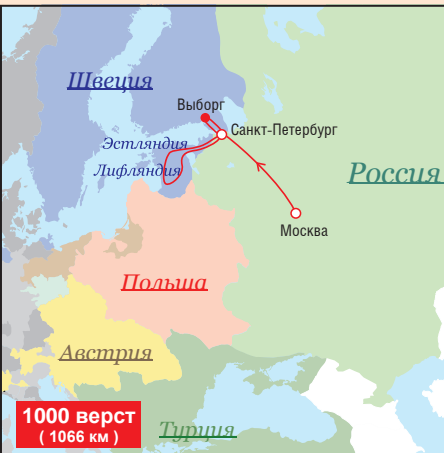 Швеция
Выборг
Санкт-Петербург
Эстляндия
Лифляндия
Россия
Москва
Польша
Австрия
1000 верст
( 1066 км )
Турция